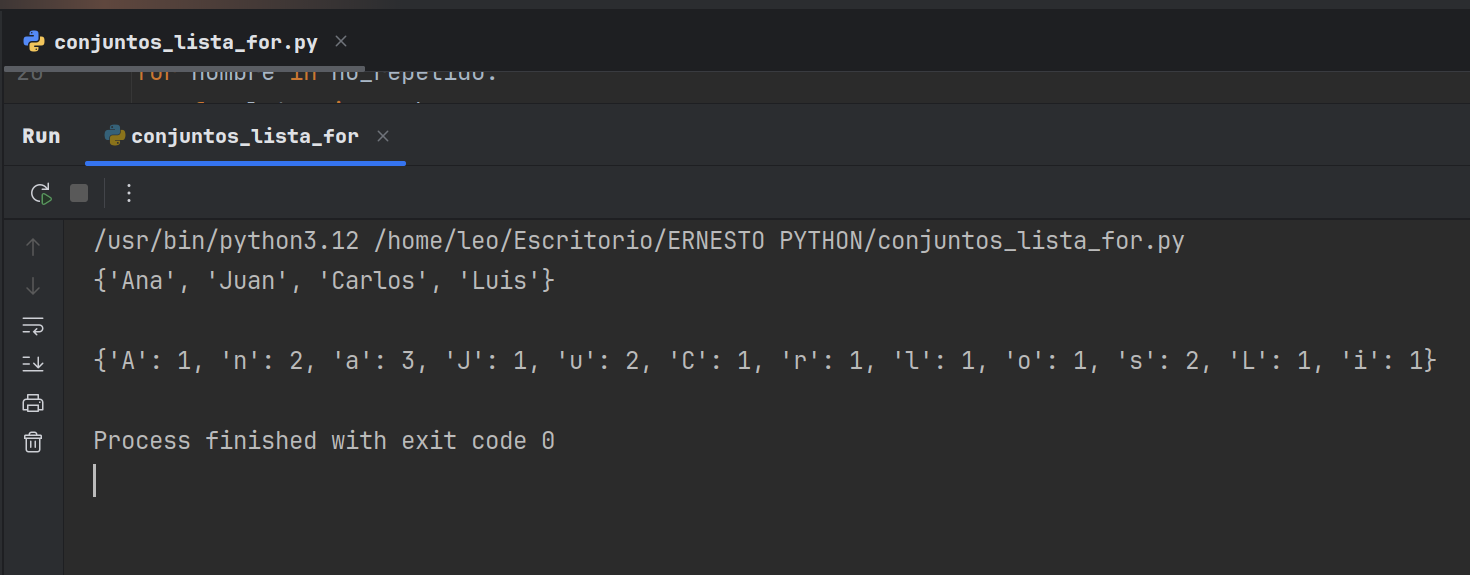 conjuntos_lista_for.py
for nombre in no_repetido:
Run conjuntos_lista_for
/usr/bin/python3.12 /home/leo/Escritorio/ERNESTO PYTHON/conjuntos_lista_for.py
{'Ana', 'Juan', 'Carlos', 'Luis'}
{'A': 1, 'n': 2, 'a': 3, 'J': 1, 'u': 2, 'C': 1, 'r': 1, 'l': 1, 'o': 1, 's': 2, 'L': 1, 'i': 1}
Process finished with exit code 0